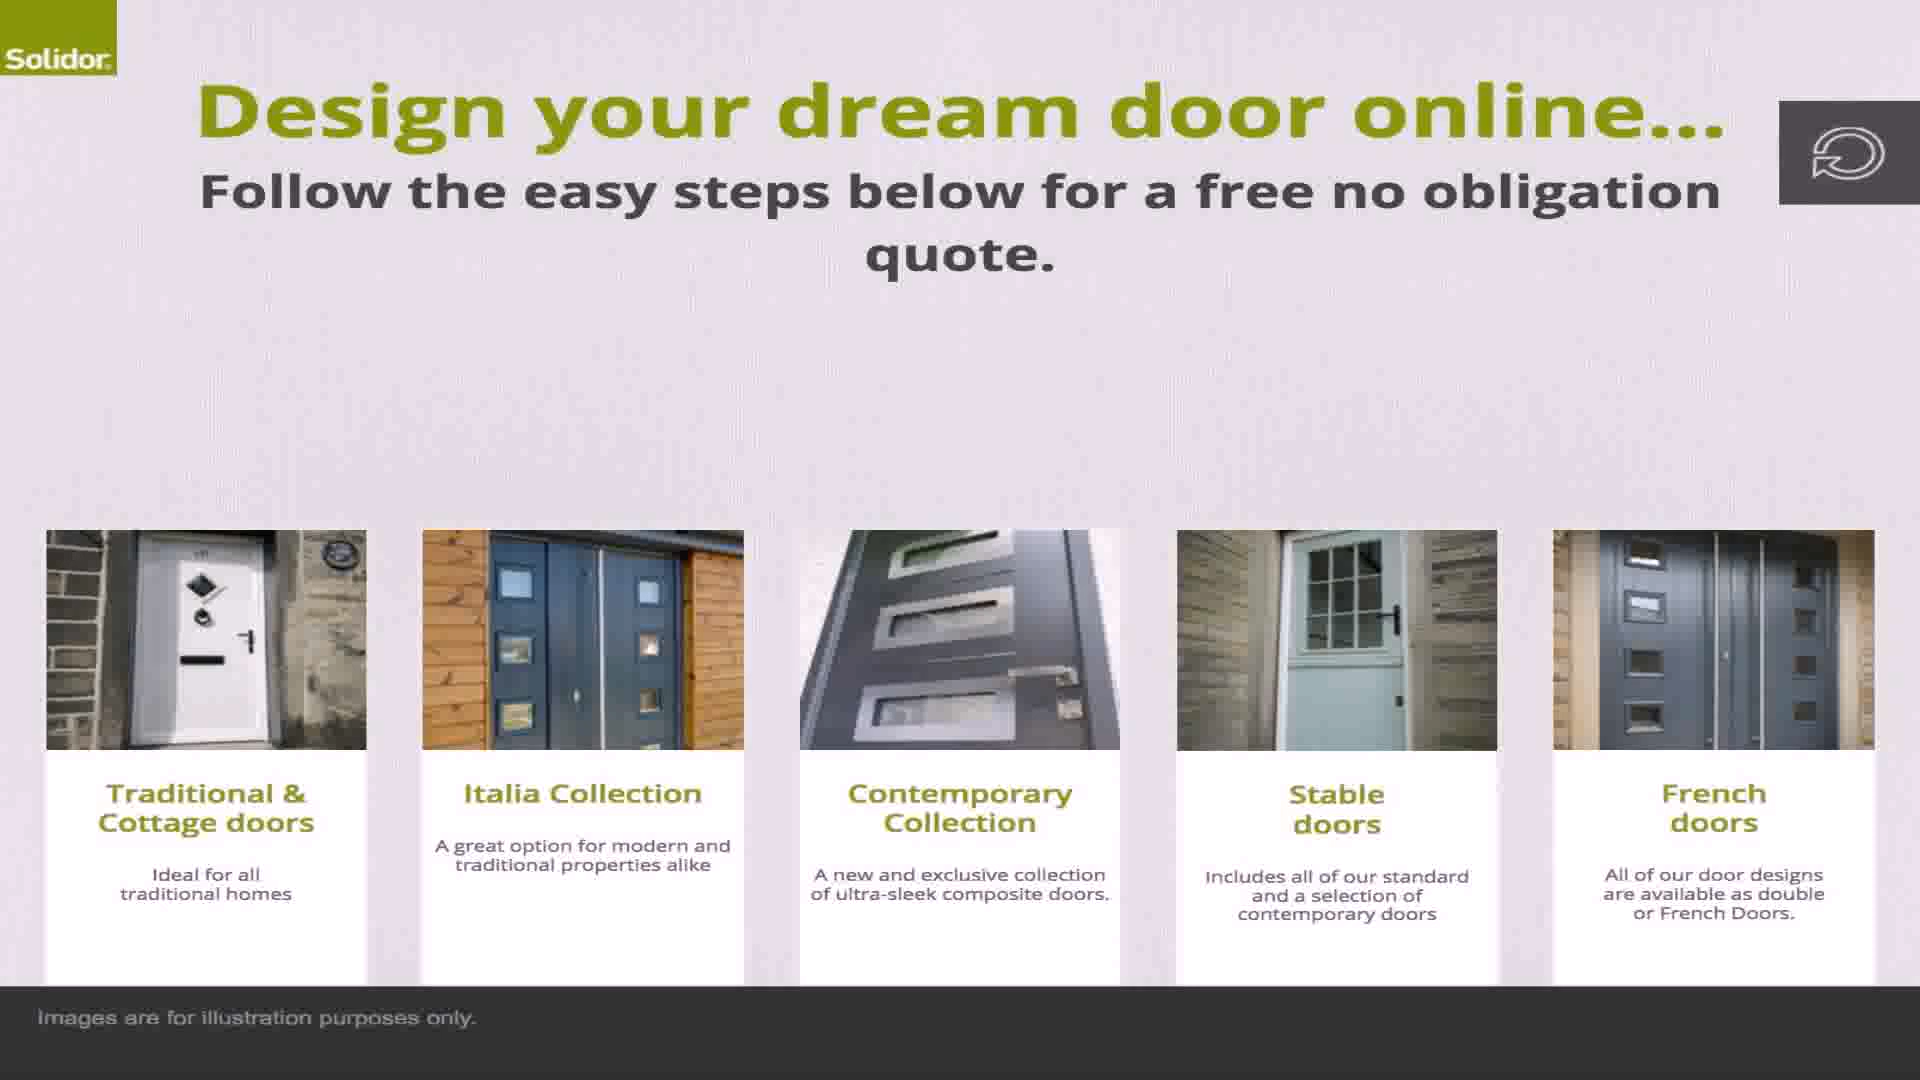 Solidor
Design your dream door online...
Follow the easy steps below for a free no obligation
quote.
Traditional &
Cottage doors
Ideal for all
traditional homes
Italia Collection
A great option for modern and
traditional properties alike
Contemporary
Collection
A new and exclusive collection
of ultra-sleek composite doors.
Stable
doors
Includes all of our standard
and a selection of
contemporary doors
French
doors
All of our door designs
are available as double
or French Doors.
Images are for illustration purposes only.